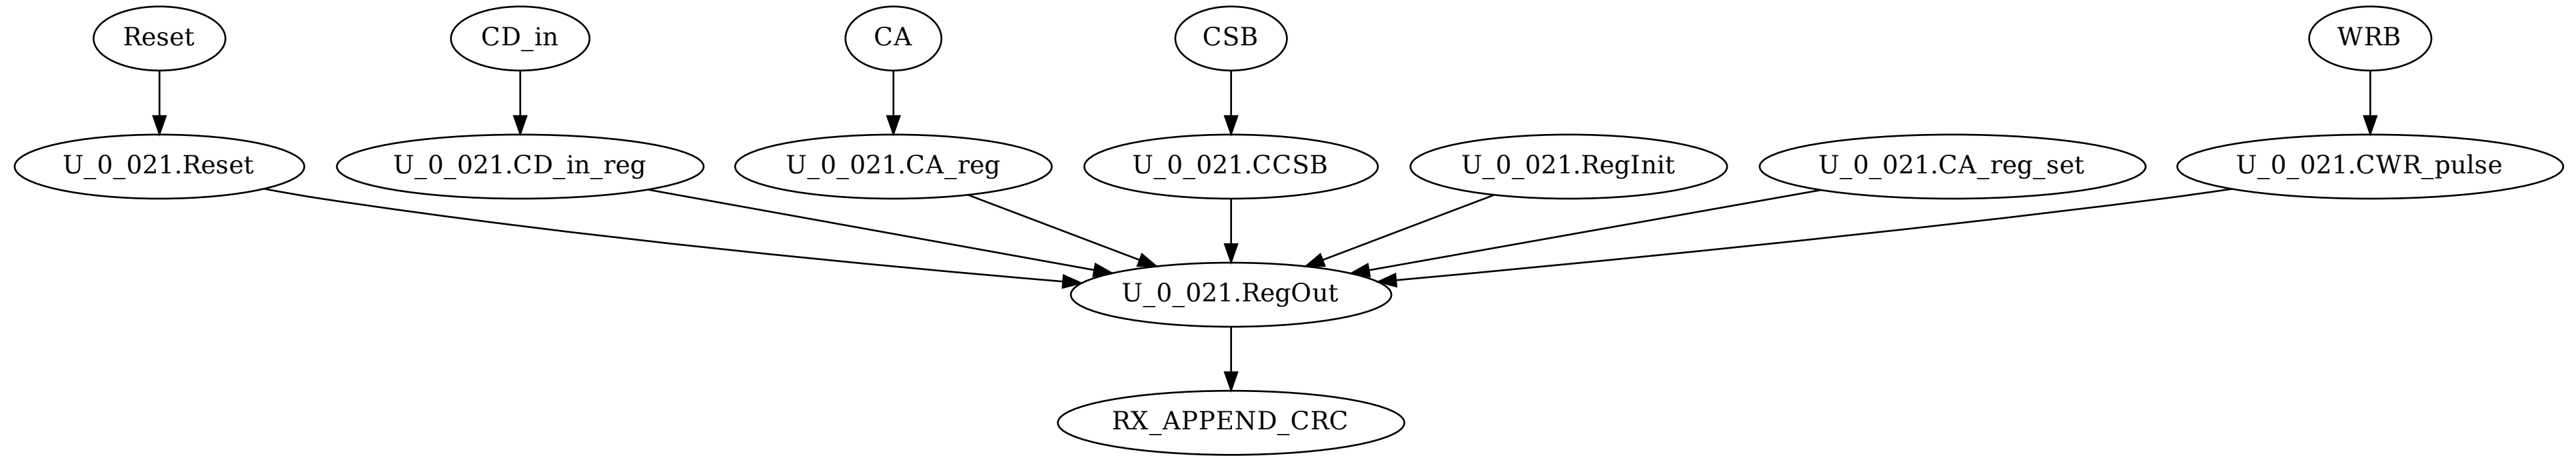 Reset
CD_in
CA
CSB
WRB
U_0_021.Reset
U_0_021.CD_in_reg
U_0_021.CA_reg
U_0_021.CCSB
U_0_021.RegInit
U_0_021.CA_reg_set
U_0_021.CWR_pulse
U_0_021.RegOut
RX_APPEND_CRC